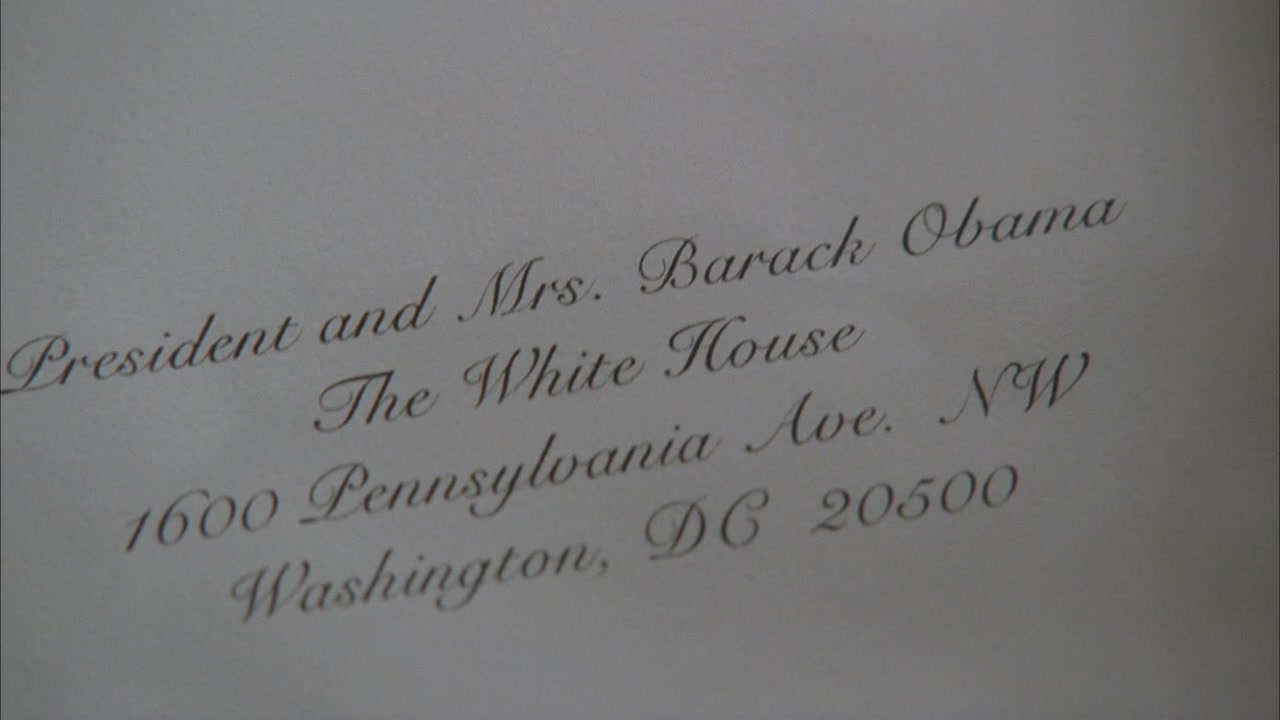 President and Mrs. Barack Obama
The White House
1600 Pennsylvania Ave. NW
Washington, DC 20500